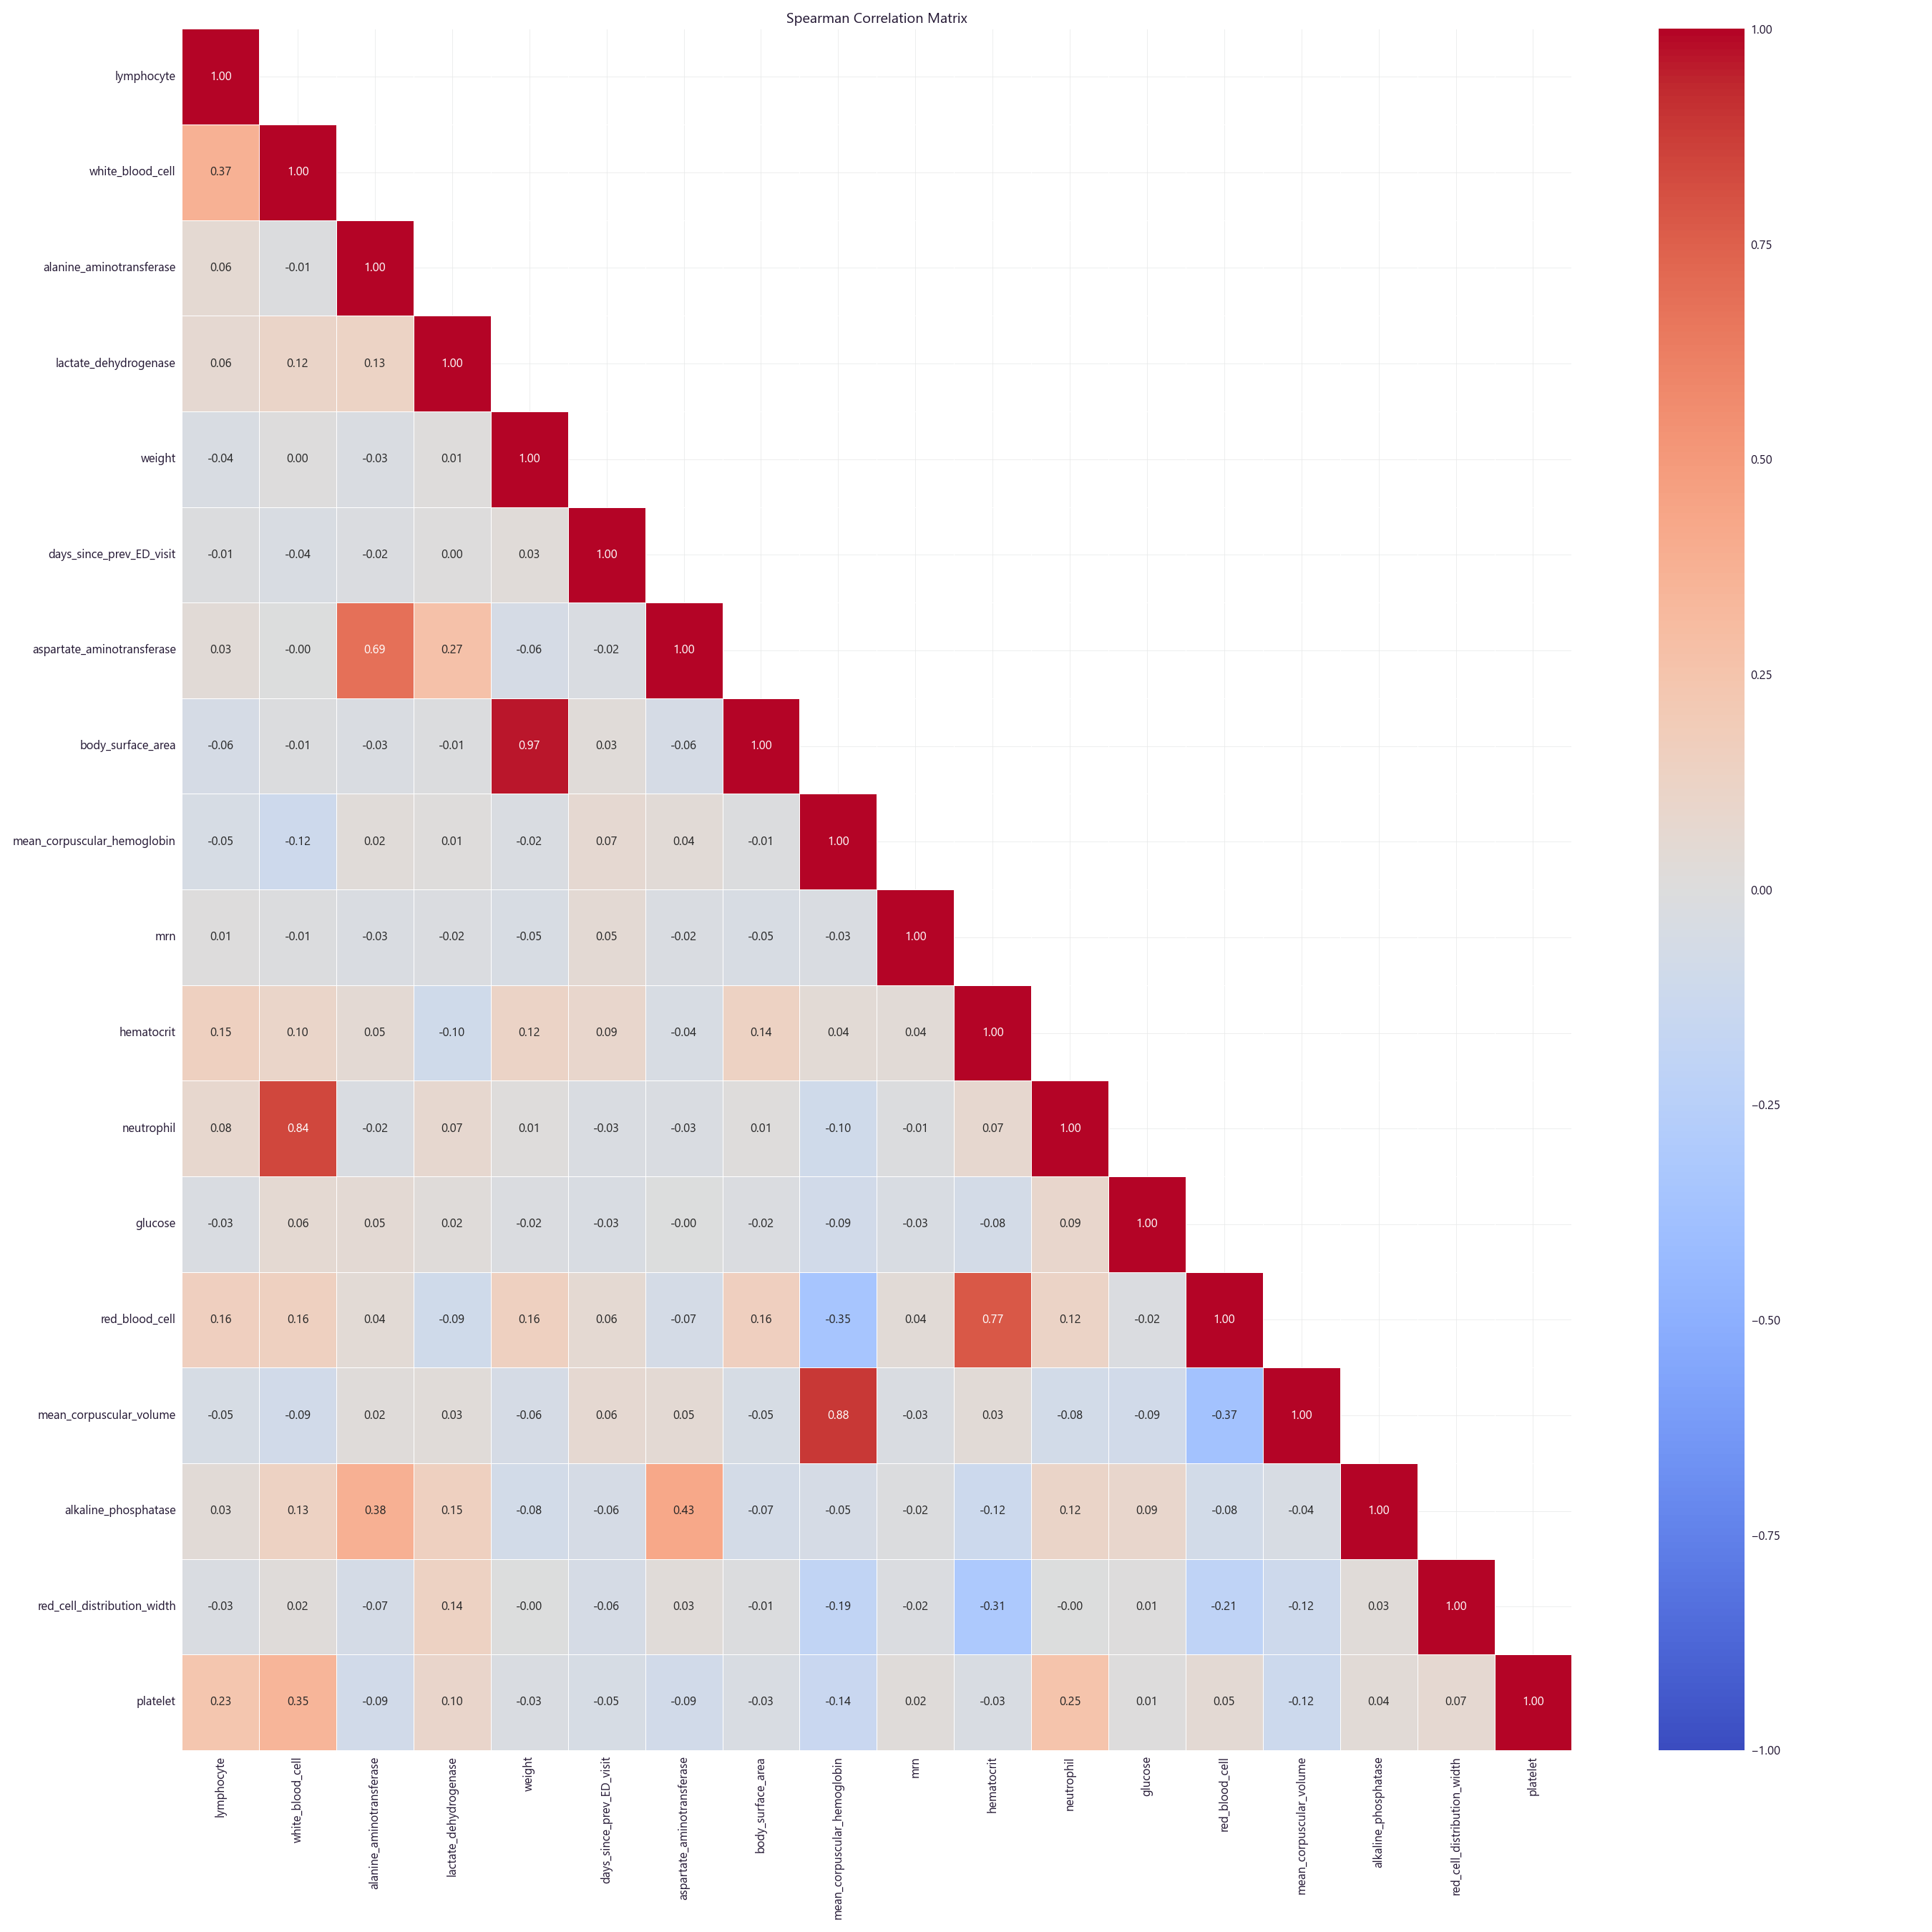 Spearman Correlation Matrix
lymphocyte 1.00
white_blood_cell 0.37 1.00
alanine_aminotransferase 0.06 -0.01 1.00
lactate_dehydrogenase 0.06 0.12 0.13 1.00
weight -0.04 0.00 -0.03 0.01 1.00
days_since_prev_ED_visit -0.01 -0.04 -0.02 0.00 0.03 1.00
aspartate_aminotransferase 0.03 -0.00 0.69 0.27 -0.06 -0.02 1.00
body_surface_area -0.06 -0.01 -0.03 -0.01 0.97 0.03 -0.06 1.00
mean_corpuscular_hemoglobin -0.05 -0.12 0.02 0.01 -0.02 0.07 0.04 -0.01 1.00
mrn 0.01 -0.01 -0.03 -0.02 -0.05 0.05 -0.02 -0.05 -0.03 1.00
hematocrit 0.15 0.10 0.05 -0.10 0.12 0.09 -0.04 0.14 0.04 0.04 1.00
neutrophil 0.08 0.84 -0.02 0.07 0.01 -0.03 -0.03 0.01 -0.10 -0.01 0.07 1.00
glucose -0.03 0.06 0.05 0.02 -0.02 -0.03 -0.00 -0.02 -0.09 -0.03 -0.08 0.09 1.00
red_blood_cell 0.16 0.16 0.04 -0.09 0.16 0.06 -0.07 0.16 -0.35 0.04 0.77 0.12 -0.02 1.00
mean_corpuscular_volume -0.05 -0.09 0.02 0.03 -0.06 0.06 0.05 -0.05 0.88 -0.03 0.03 -0.08 -0.09 -0.37 1.00
alkaline_phosphatase 0.03 0.13 0.38 0.15 -0.08 -0.06 0.43 -0.07 -0.05 -0.02 -0.12 0.12 0.09 -0.08 -0.04 1.00
red_cell_distribution_width -0.03 0.02 -0.07 0.14 -0.00 -0.06 0.03 -0.01 -0.19 -0.02 -0.31 -0.00 0.01 -0.21 -0.12 0.03 1.00
platelet 0.23 0.35 -0.09 0.10 -0.03 -0.05 -0.09 -0.03 -0.14 0.02 -0.03 0.25 0.01 0.05 -0.12 0.04 0.07 1.00
lymphocyte
white_blood_cell
alanine_aminotransferase
lactate_dehydrogenase
weight
days_since_prev_ED_visit
aspartate_aminotransferase
body_surface_area
mean_corpuscular_hemoglobin
mrn
hematocrit
neutrophil
glucose
red_blood_cell
mean_corpuscular_volume
alkaline_phosphatase
red_cell_distribution_width
platelet
1.00
0.75
0.50
0.25
0.00
−0.25
−0.50
−0.75
−1.00